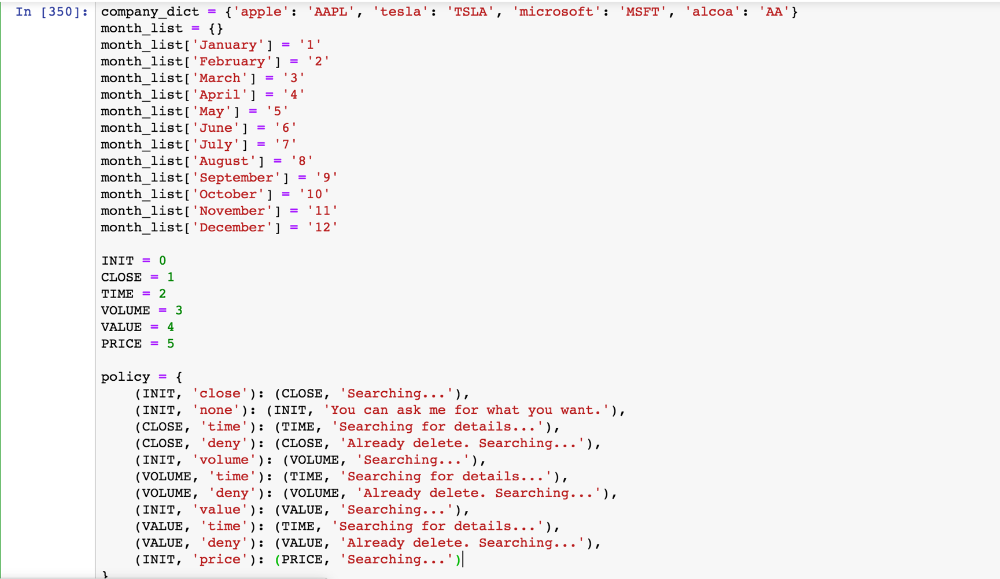 In [350]: company_dict = {'apple': 'AAPL', 'tesla': 'TSLA', 'microsoft': 'MSFT', 'alcoa': 'AA'}
month_list = {}
month_list['January'] = '1'
month_list['February'] = '2'
month_list['March'] = '3'
month_list['April'] = '4'
month_list['May'] = '5'
month_list['June'] = '6'
month_list['July'] = '7'
month_list['August'] = '8'
month_list['September'] = '9'
month_list['October'] = '10'
month_list['November'] = '11'
month_list['December'] = '12'

INIT = 0
CLOSE = 1
TIME = 2
VOLUME = 3
VALUE = 4
PRICE = 5

policy = {
    (INIT, 'close'): (CLOSE, 'Searching...'),
    (INIT, 'none'): (INIT, 'You can ask me for what you want.'),
    (CLOSE, 'time'): (TIME, 'Searching for details...'),
    (CLOSE, 'deny'): (CLOSE, 'Already delete. Searching...'),
    (INIT, 'volume'): (VOLUME, 'Searching...'),
    (VOLUME, 'time'): (TIME, 'Searching for details...'),
    (VOLUME, 'deny'): (VOLUME, 'Already delete. Searching...'),
    (INIT, 'value'): (VALUE, 'Searching...'),
    (VALUE, 'time'): (TIME, 'Searching for details...'),
    (VALUE, 'deny'): (VALUE, 'Already delete. Searching...'),
    (INIT, 'price'): (PRICE, 'Searching...')
}